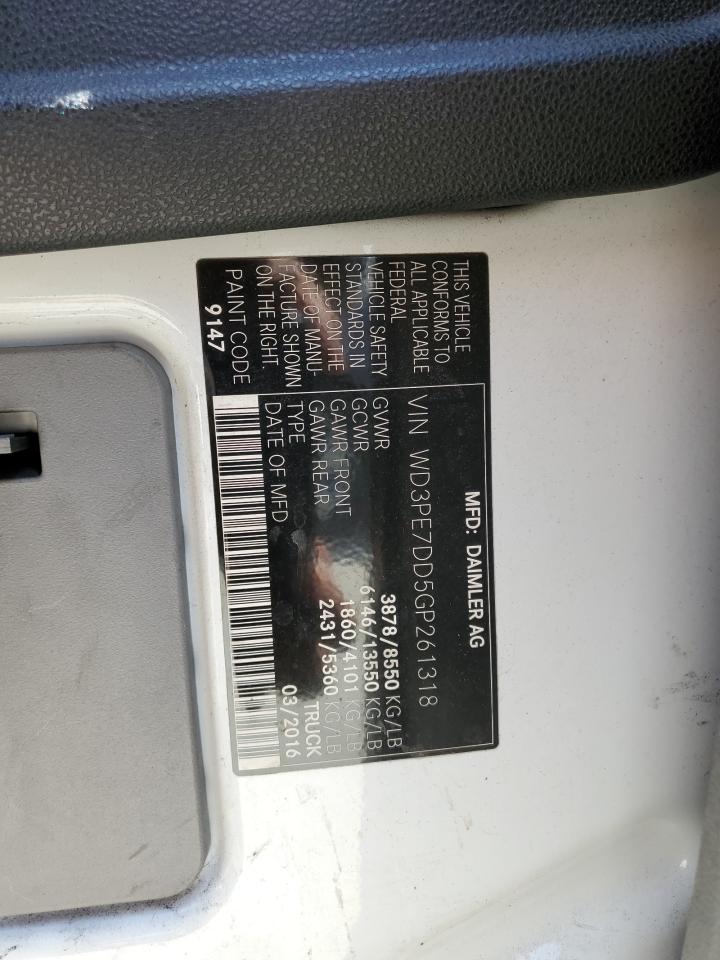 THIS VEHICLE
CONFORMS TO
ALL APPLICABLE
FEDERAL
VEHICLE SAFETY
STANDARDS IN
EFFECT ON THE
DATE OF MANU-
FACTURE SHOWN
ON THE RIGHT
PAINT CODE
9147
MFD: DAIMLER AG
VIN WD3PE7DD5GP261318
GVWR 3878/8550 KG/LB
GCWR 6146/13550 KG/LB
GAWR FRONT 1860/4101 KG/LB
GAWR REAR 2431/5360 KG/LB
TYPE TRUCK
DATE OF MFD 03/2016